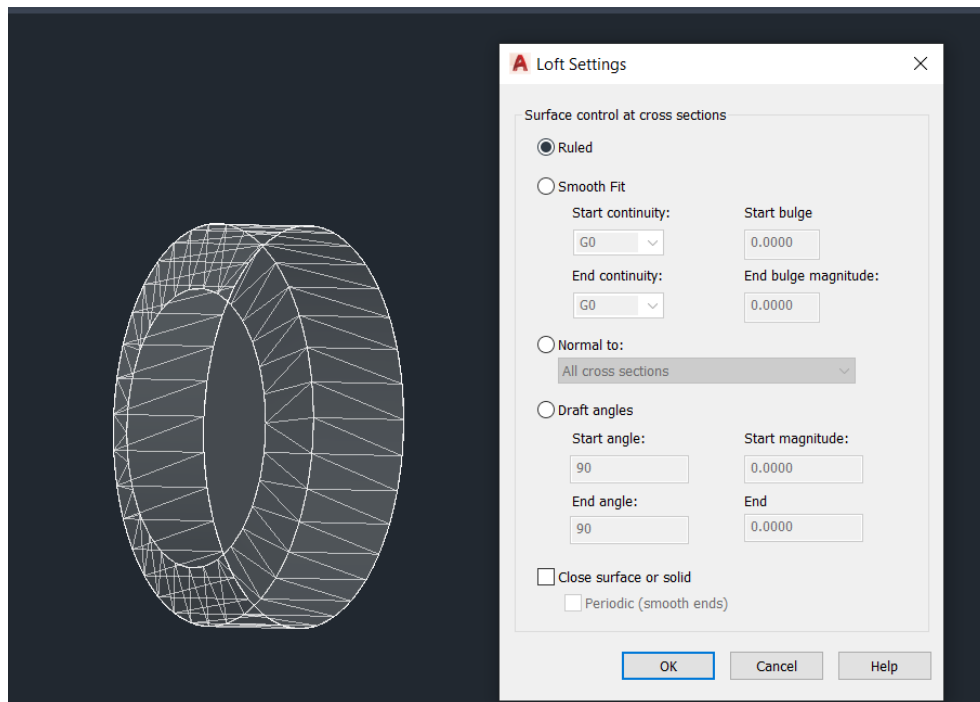 A Loft Settings
Surface control at cross sections
Ruled
Smooth Fit
Start continuity: Start bulge
G0 0.0000
End continuity: End bulge magnitude:
G0 0.0000
Normal to:
All cross sections
Draft angles
Start angle: Start magnitude:
90 0.0000
End angle: End
90 0.0000
Close surface or solid
Periodic (smooth ends)
OK Cancel Help